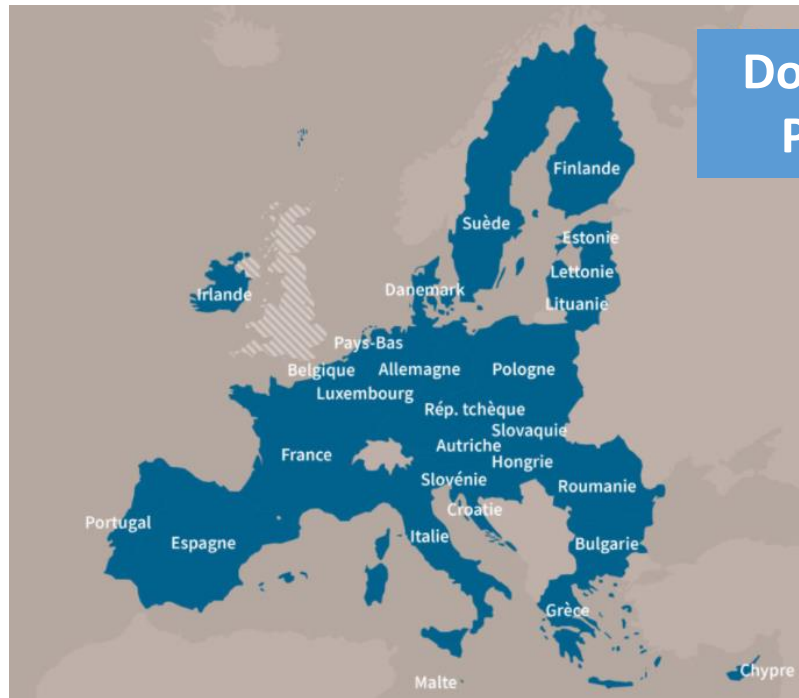 Do
P
Finlande
Suède
Estonie
Lettonie
Irlande
Danemark
Lituanie
Pays-Bas
Belgique
Allemagne
Pologne
Luxembourg
Rép. tchèque
Slovaquie
Autriche
France
Hongrie
Slovénie
Roumanie
Croatie
Portugal
Italie
Espagne
Bulgarie
Grèce
Chypre
Malte